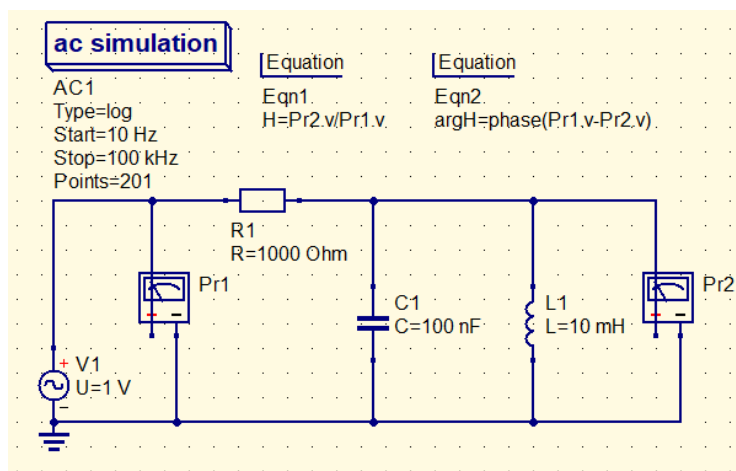 ac simulation
AC1
Type=log
Start=10 Hz
Stop=100 kHz
Points=201
Equation
Eqn1
H=Pr2.v/Pr1.v
Equation
Eqn2
argH=phase(Pr1.v-Pr2.v)
R1
R=1000 Ohm
Pr1
C1
C=100 nF
L1
L=10 mH
Pr2
V1
U=1 V